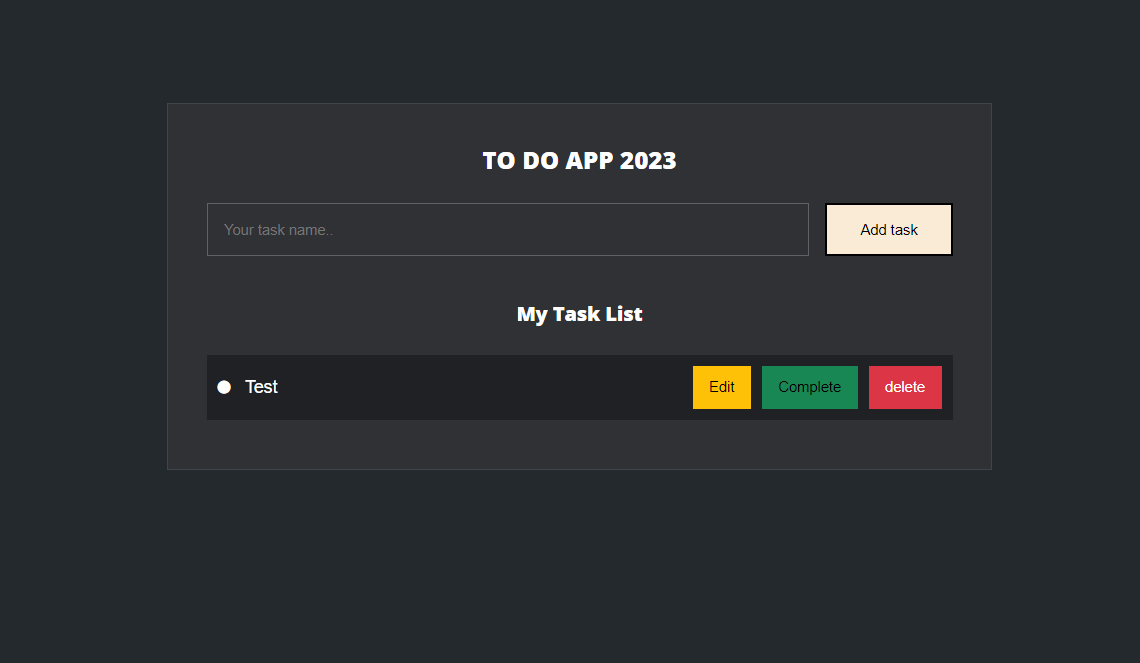 TO DO APP 2023
Your task name..
Add task
My Task List
Test
Edit
Complete
delete